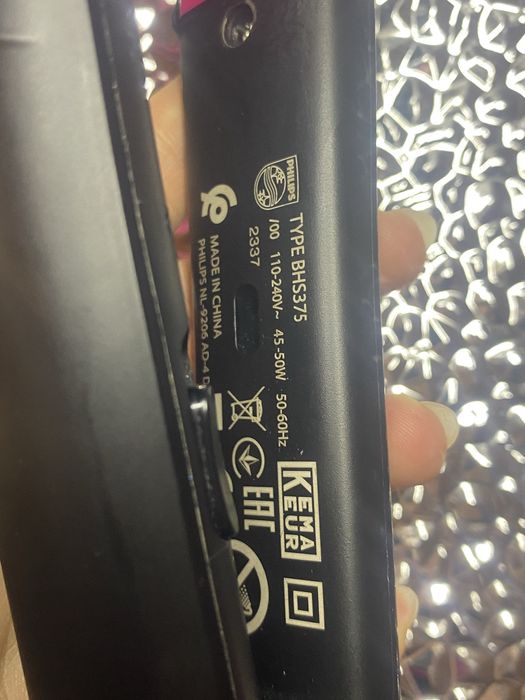 PHILIPS
TYPE BHS375
/00 110-240V~ 45-50W 50-60Hz
2337
MADE IN CHINA
PHILIPS NL-9206 AD-4
KEMA
KEUR
EAC